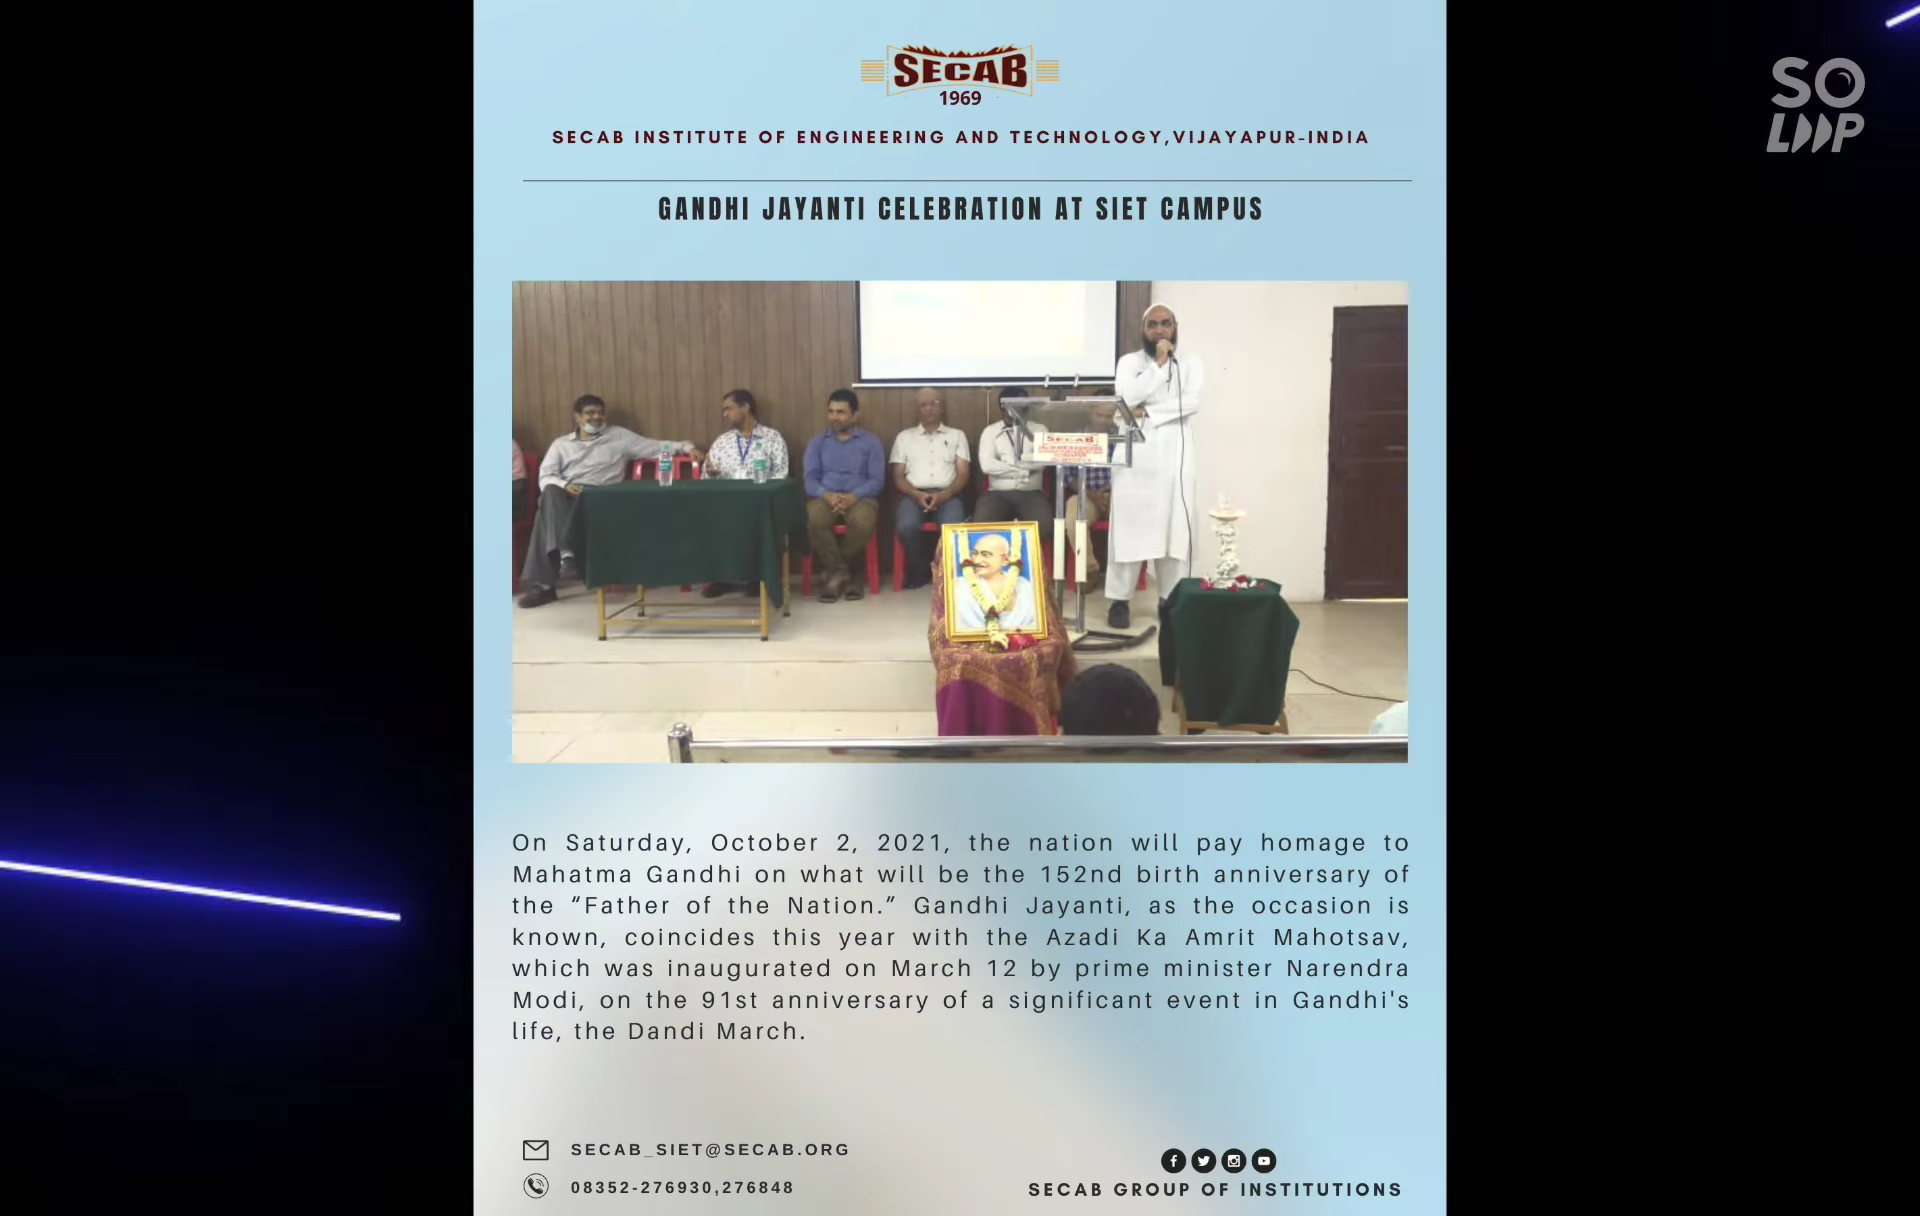 SECAB
1969
SECAB INSTITUTE OF ENGINEERING AND TECHNOLOGY,VIJAYAPUR-INDIA
GANDHI JAYANTI CELEBRATION AT SIET CAMPUS
SO
LOOP
SECAB
On Saturday, October 2, 2021, the nation will pay homage to
Mahatma Gandhi on what will be the 152nd birth anniversary of
the “Father of the Nation.” Gandhi Jayanti, as the occasion is
known, coincides this year with the Azadi Ka Amrit Mahotsav,
which was inaugurated on March 12 by prime minister Narendra
Modi, on the 91st anniversary of a significant event in Gandhi's
life, the Dandi March.
SECAB_SIET@SECAB.ORG
08352-276930,276848
SECAB GROUP OF INSTITUTIONS